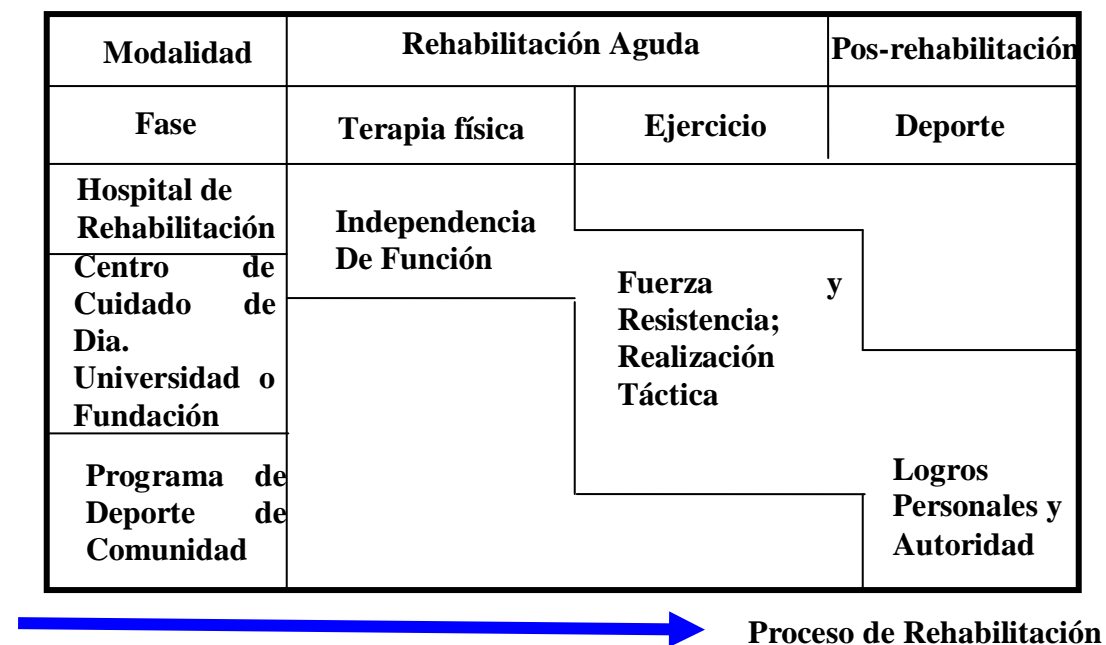 Modalidad
Rehabilitación Aguda
Pos-rehabilitación
Fase
Terapia física
Ejercicio
Deporte
Hospital de
Rehabilitación
Centro de
Cuidado de
Dia.
Universidad o
Fundación
Programa de
Deporte de
Comunidad
Independencia
De Función
Fuerza y
Resistencia;
Realización
Táctica
Logros
Personales y
Autoridad
Proceso de Rehabilitación